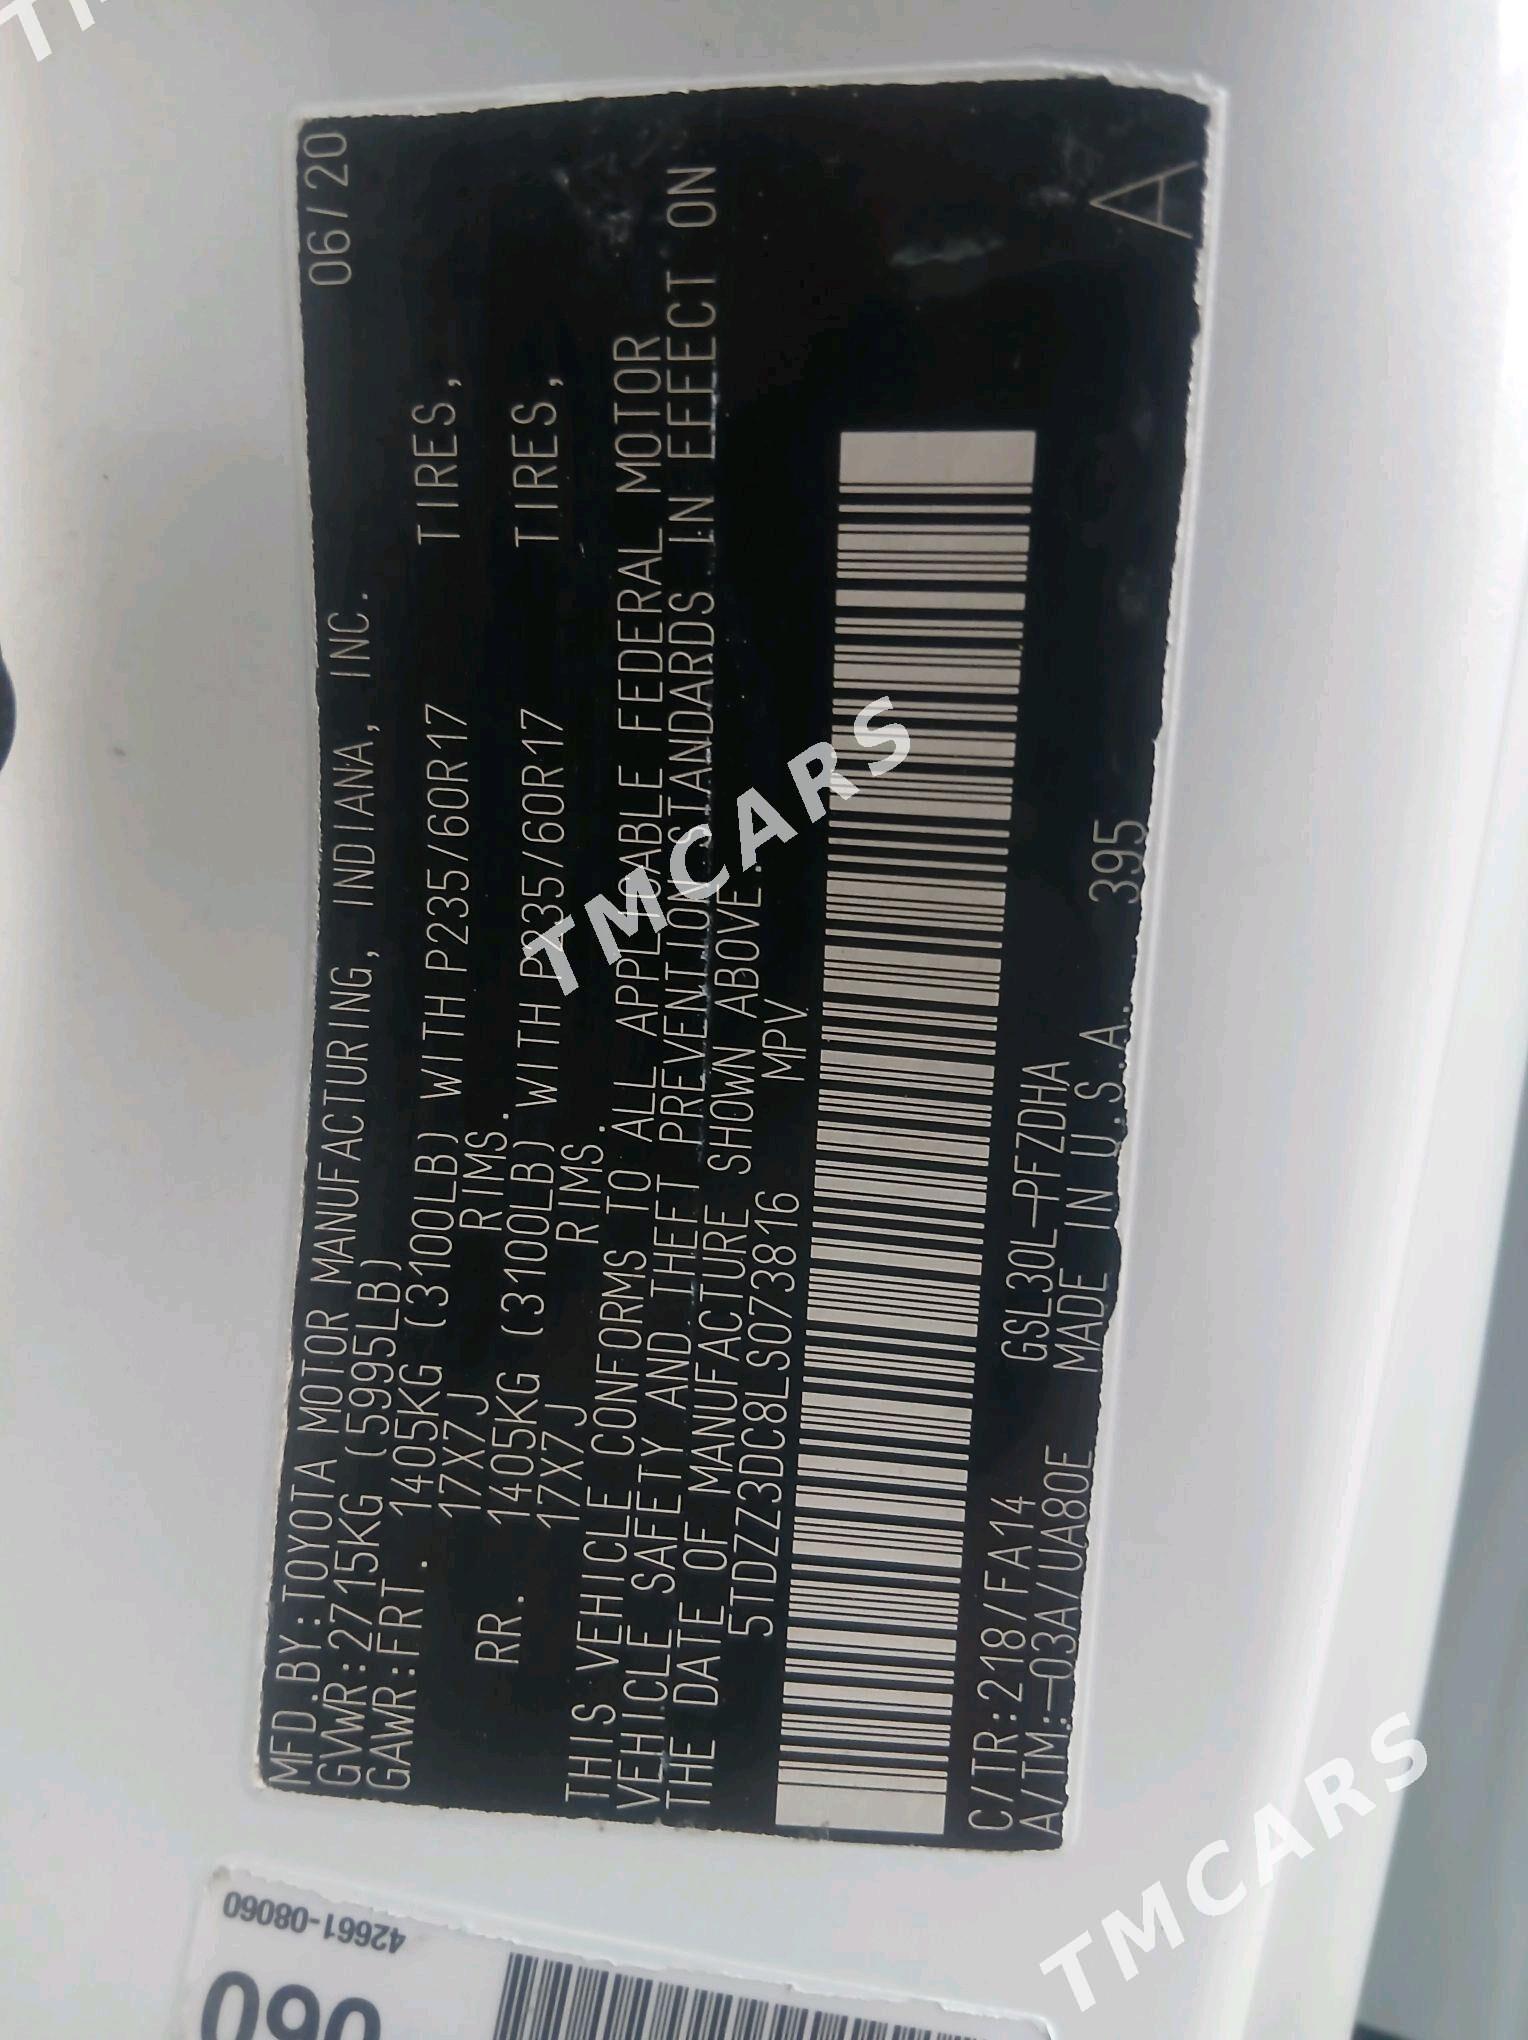 MFD.BY:TOYOTA MOTOR MANUFACTURING, INDIANA, INC. 06/20
GVWR:2715KG (5995LB)
GAWR:FRT. 1405KG (3100LB) WITH P235/60R17 TIRES,
17X7J RIMS.
RR. 1405KG (3100LB) WITH P235/60R17 TIRES,
17X7J RIMS.
THIS VEHICLE CONFORMS TO ALL APPLICABLE FEDERAL MOTOR
VEHICLE SAFETY AND THEFT PREVENTION STANDARDS IN EFFECT ON
THE DATE OF MANUFACTURE SHOWN ABOVE.
5TDZZ3DC8LS073816 MPV
C/TR:218/FA14 GSL30L-PFZDHA
A/TM:-03A/UA80E MADE IN U.S.A. 395 A
42661-08060
060
TMCARS
TMCARS